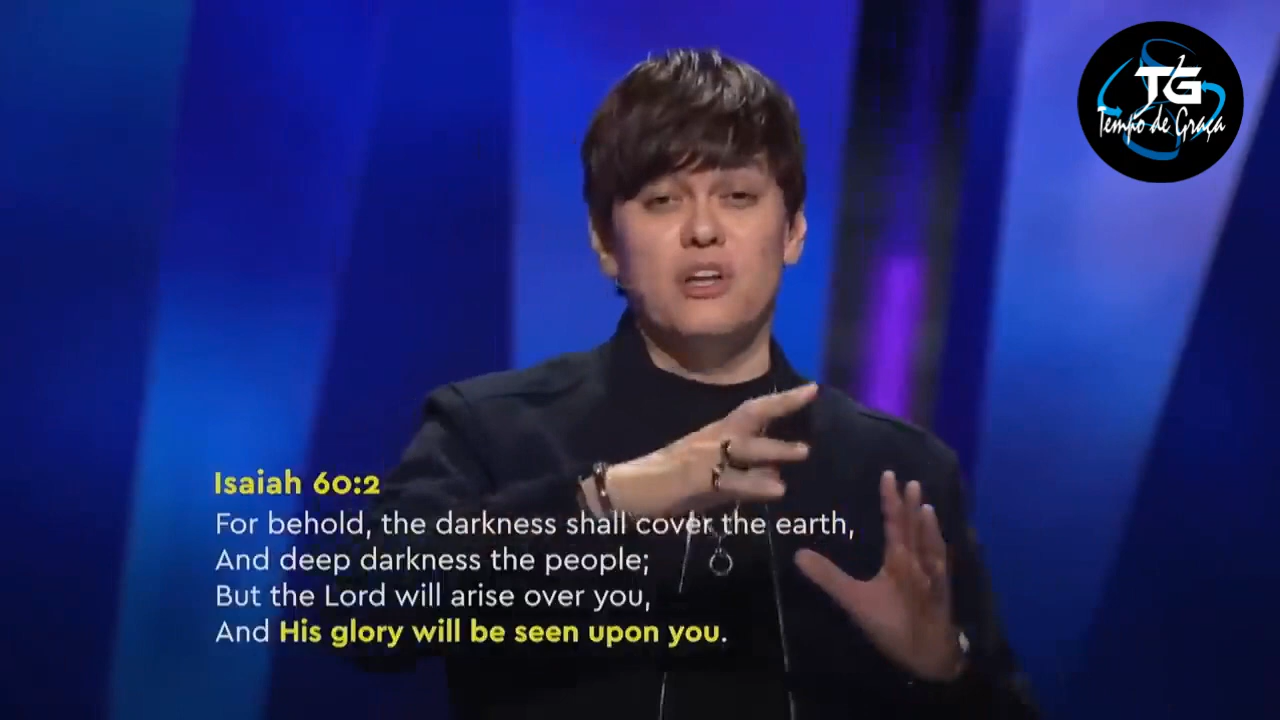 TG
Tempo de Graça
Isaiah 60:2
For behold, the darkness shall cover the earth,
And deep darkness the people;
But the Lord will arise over you,
And His glory will be seen upon you.